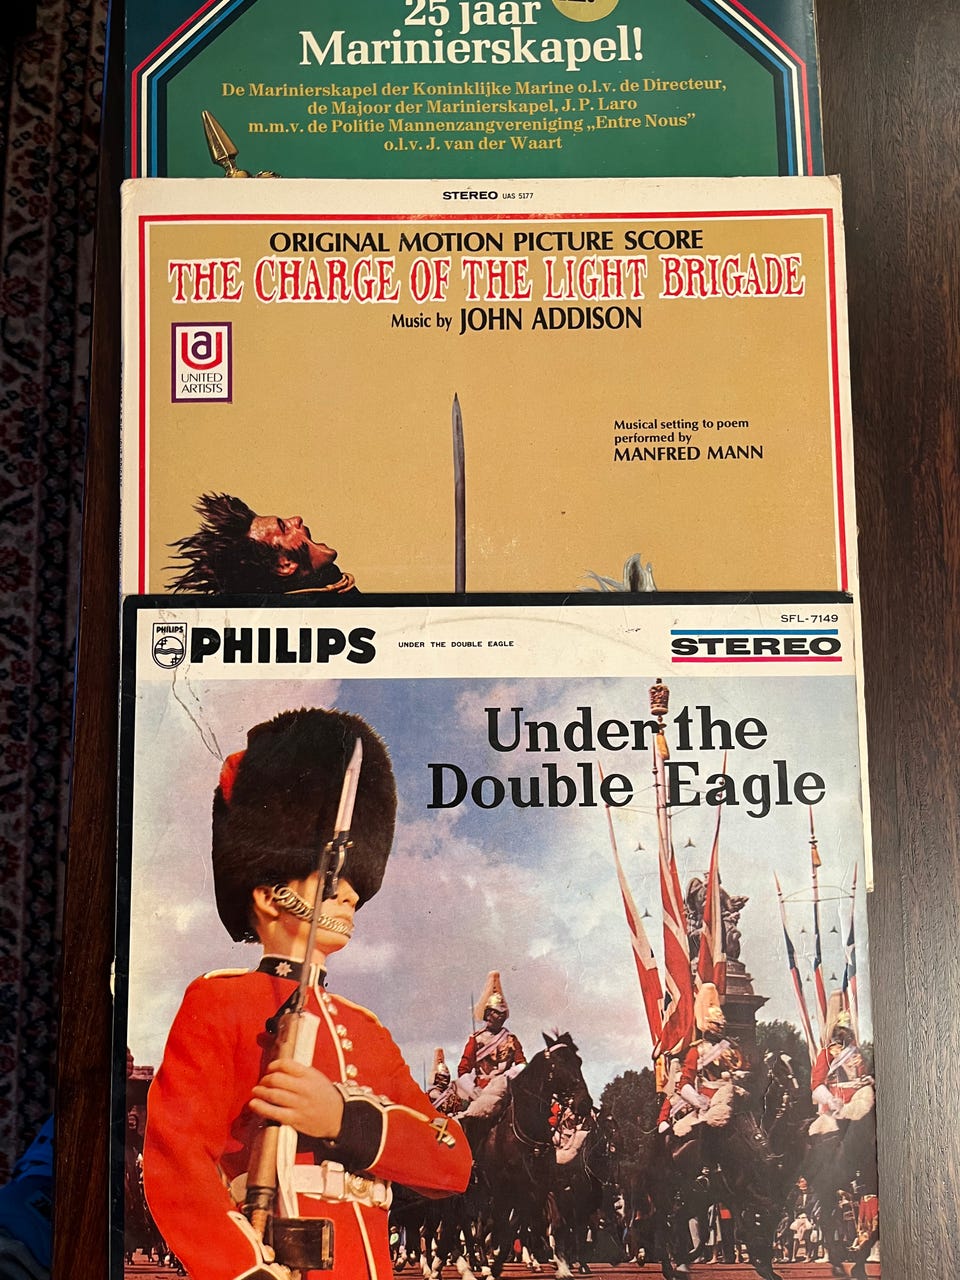 25 jaar
Marinierskapel!
De Marinierskapel der Koninklijke Marine o.l.v. de Directeur,
de Majoor der Marinierskapel, J. P. Laro
m.m.v. de Politie Mannenzangvereniging „Entre Nous”
o.l.v. J. van der Waart
STEREO UAS 5177
ORIGINAL MOTION PICTURE SCORE
THE CHARGE OF THE LIGHT BRIGADE
Music by JOHN ADDISON
ua
UNITED
ARTISTS
Musical setting to poem
performed by
MANFRED MANN
SFL-7149
PHILIPS
PHILIPS
UNDER THE DOUBLE EAGLE
STEREO
Under the
Double Eagle